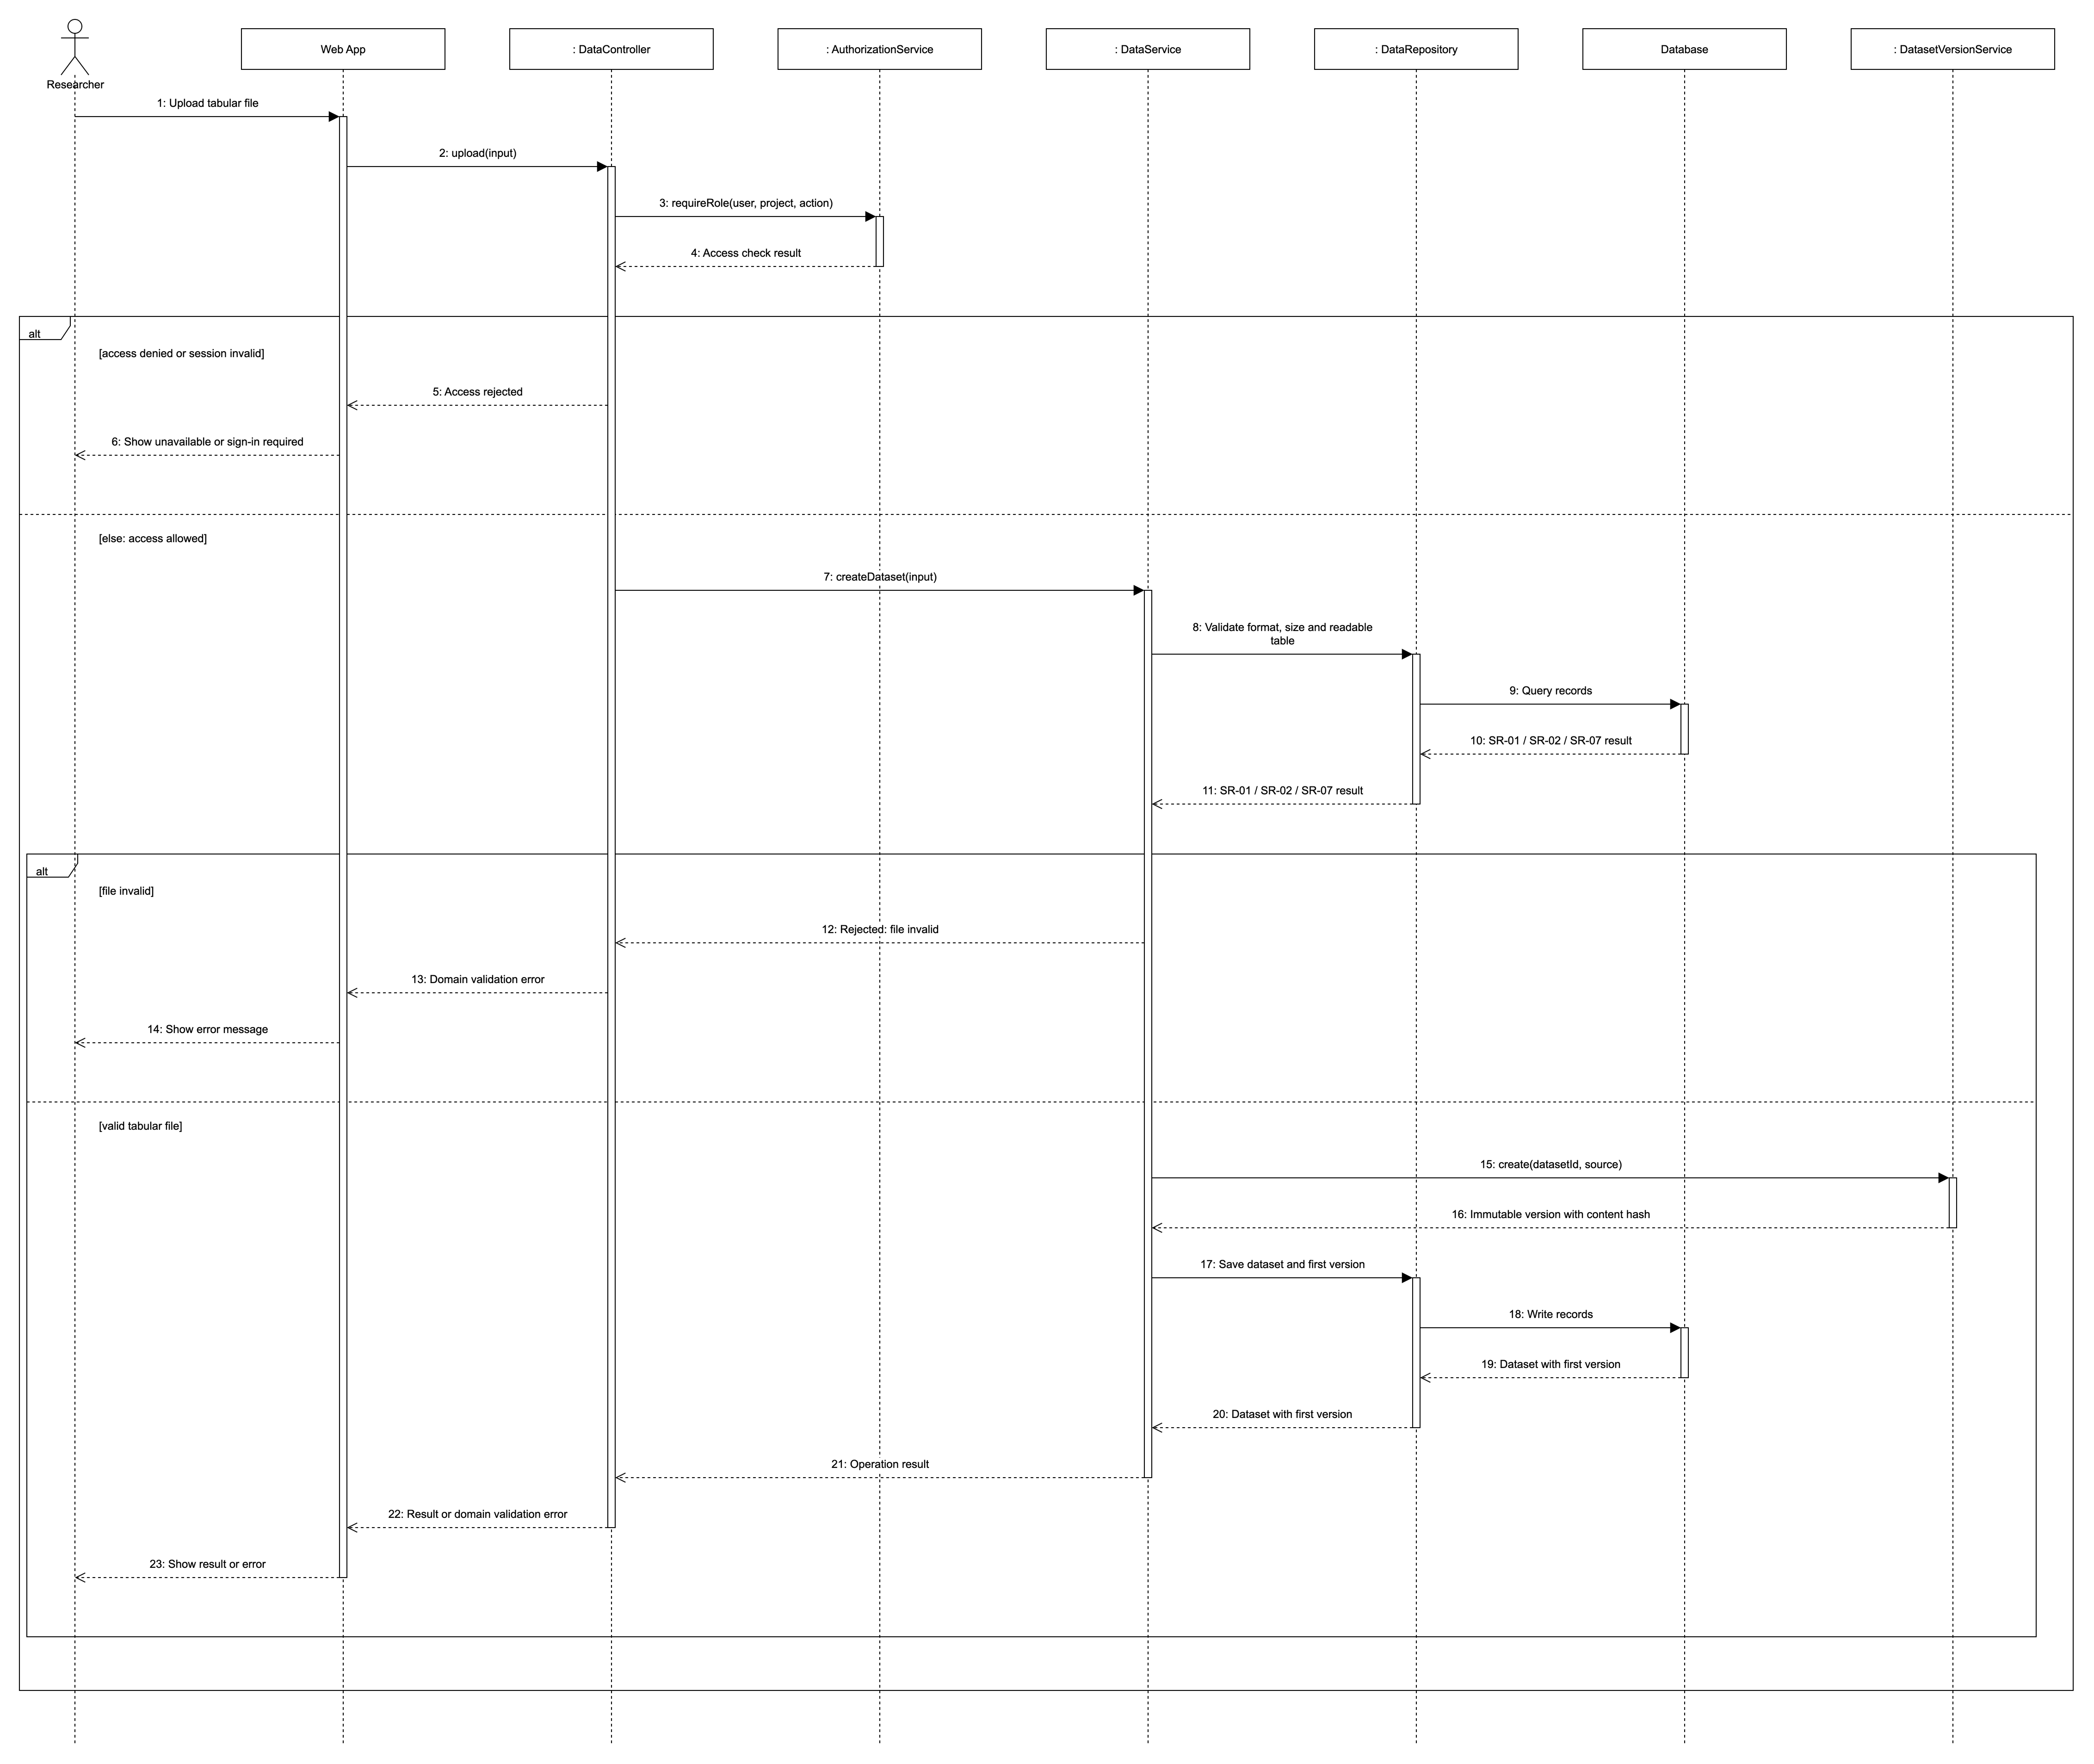 Researcher
Web App
: DataController
: AuthorizationService
: DataService
: DataRepository
Database
: DatasetVersionService
1: Upload tabular file
2: upload(input)
3: requireRole(user, project, action)
4: Access check result
alt
[access denied or session invalid]
5: Access rejected
6: Show unavailable or sign-in required
[else: access allowed]
7: createDataset(input)
8: Validate format, size and readable
table
9: Query records
10: SR-01 / SR-02 / SR-07 result
11: SR-01 / SR-02 / SR-07 result
alt
[file invalid]
12: Rejected: file invalid
13: Domain validation error
14: Show error message
[valid tabular file]
15: create(datasetId, source)
16: Immutable version with content hash
17: Save dataset and first version
18: Write records
19: Dataset with first version
20: Dataset with first version
21: Operation result
22: Result or domain validation error
23: Show result or error